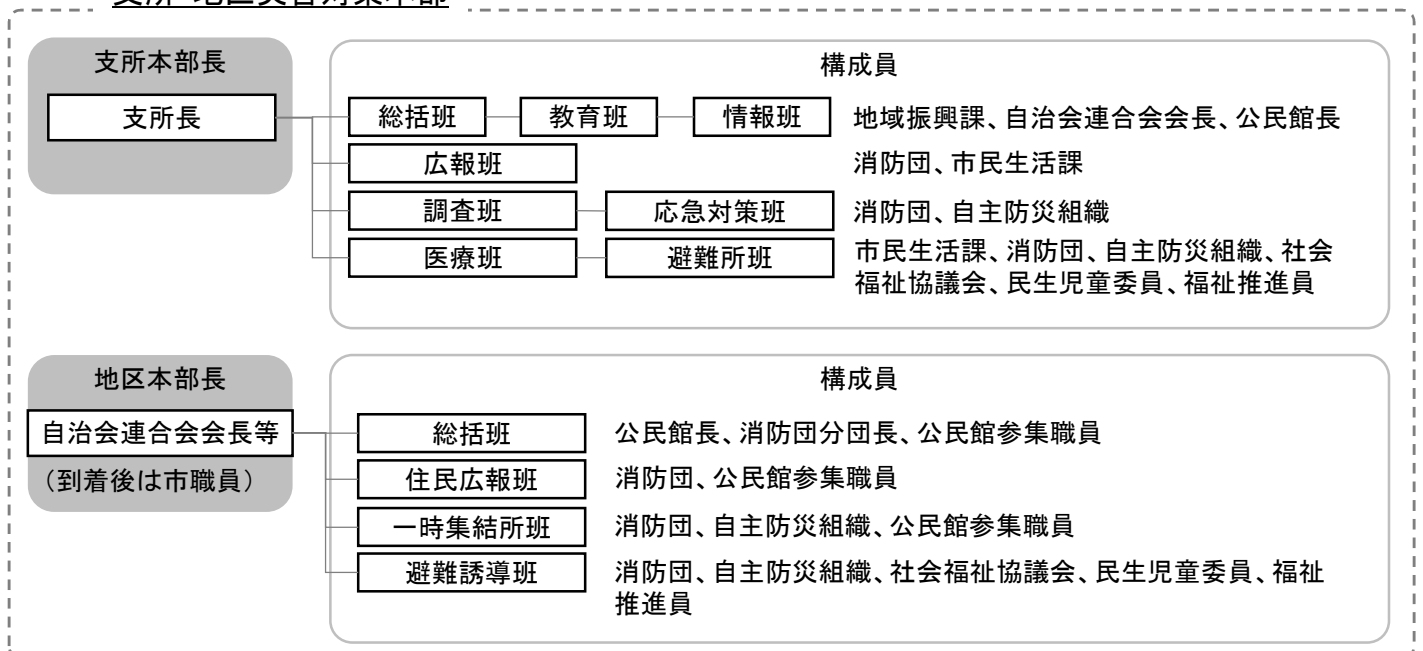 支所本部長
支所長
構成員
総括班 教育班 情報班 地域振興課、自治会連合会会長、公民館長
広報班 消防団、市民生活課
調査班 応急対策班 消防団、自主防災組織
医療班 避難所班 市民生活課、消防団、自主防災組織、社会
福祉協議会、民生児童委員、福祉推進員
地区本部長
自治会連合会会長等
(到着後は市職員)
構成員
総括班 公民館長、消防団分団長、公民館参集職員
住民広報班 消防団、公民館参集職員
一時集結所班 消防団、自主防災組織、公民館参集職員
避難誘導班 消防団、自主防災組織、社会福祉協議会、民生児童委員、福祉
推進員